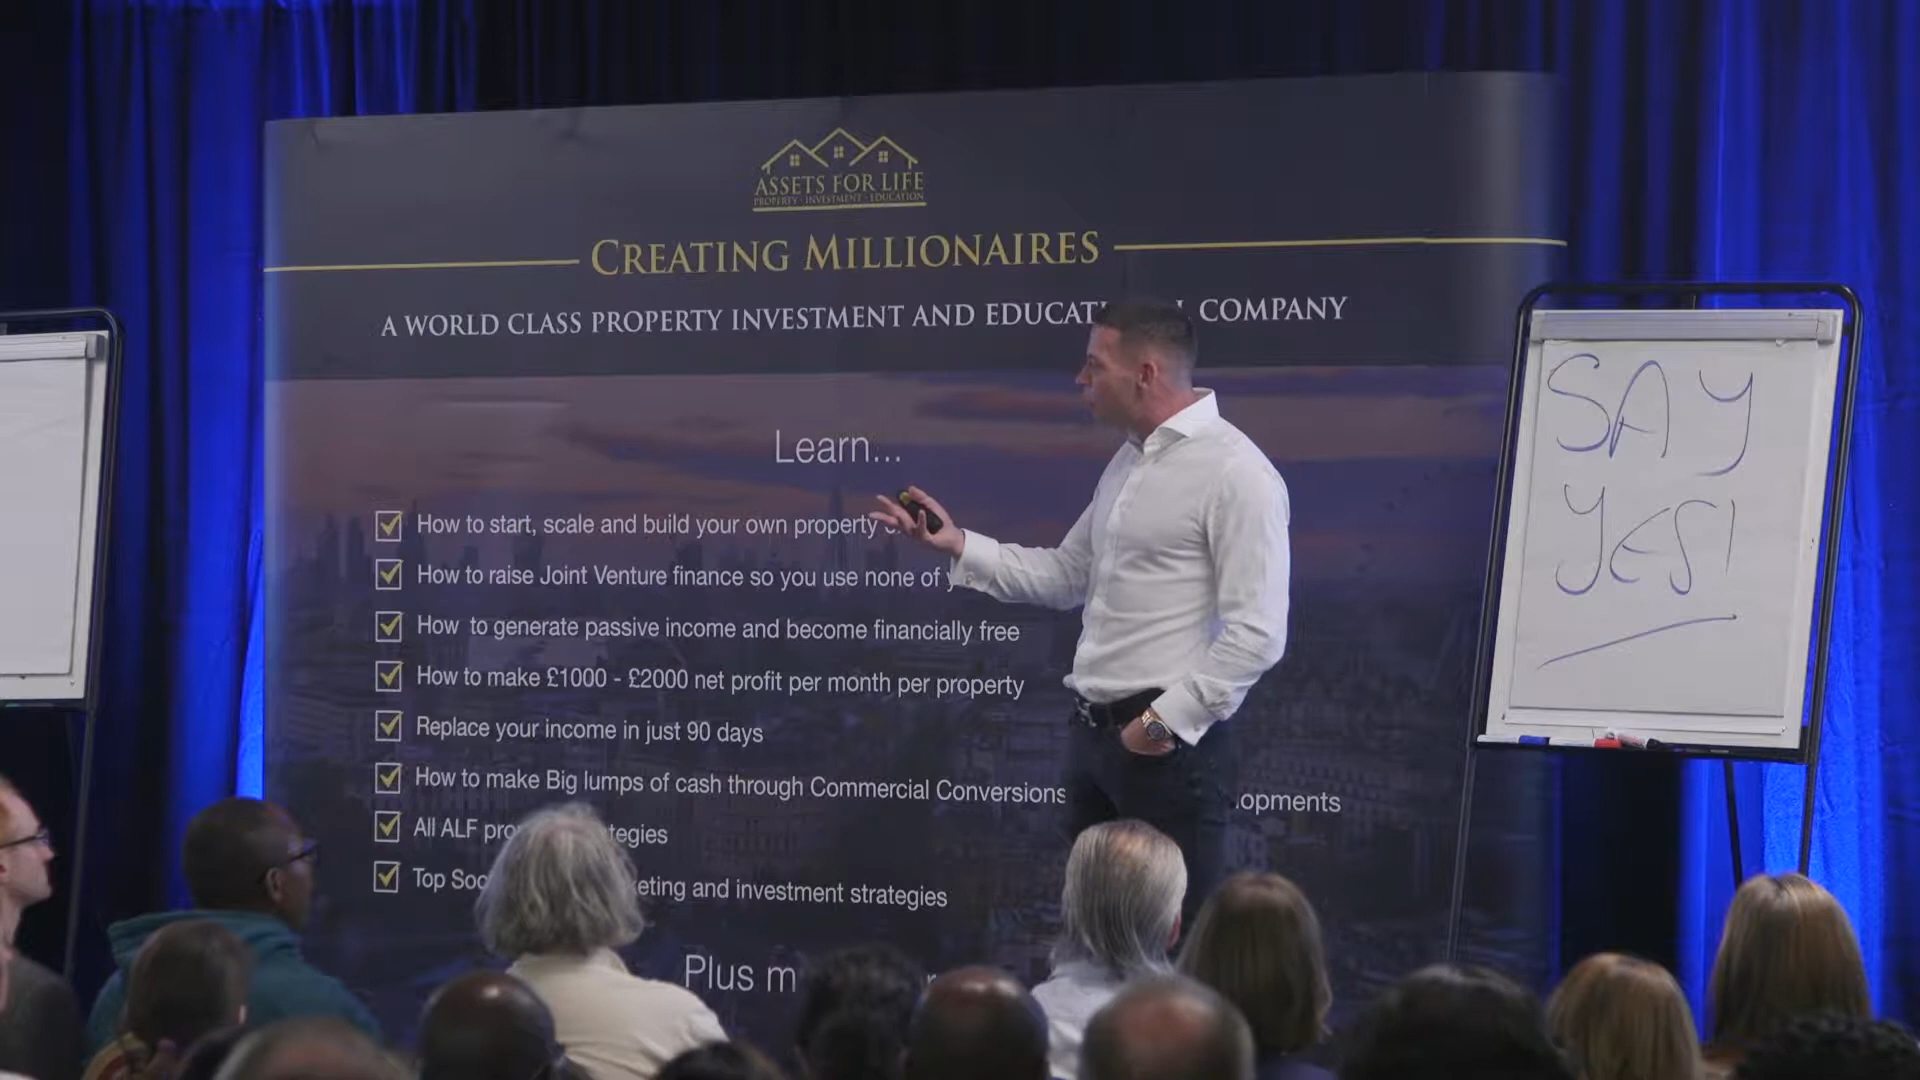 ASSETS FOR LIFE
PROPERTY · INVESTMENT · EDUCATION
CREATING MILLIONAIRES
A WORLD CLASS PROPERTY INVESTMENT AND COMPANY
Learn...
How to start, scale and build your own property
How to raise Joint Venture finance so you use none of
How to generate passive income and become financially free
How to make £1000 - £2000 net profit per month per property
Replace your income in just 90 days
How to make Big lumps of cash through Commercial Conversions
All ALF
Top and investment strategies
Plus
SAY
YES!